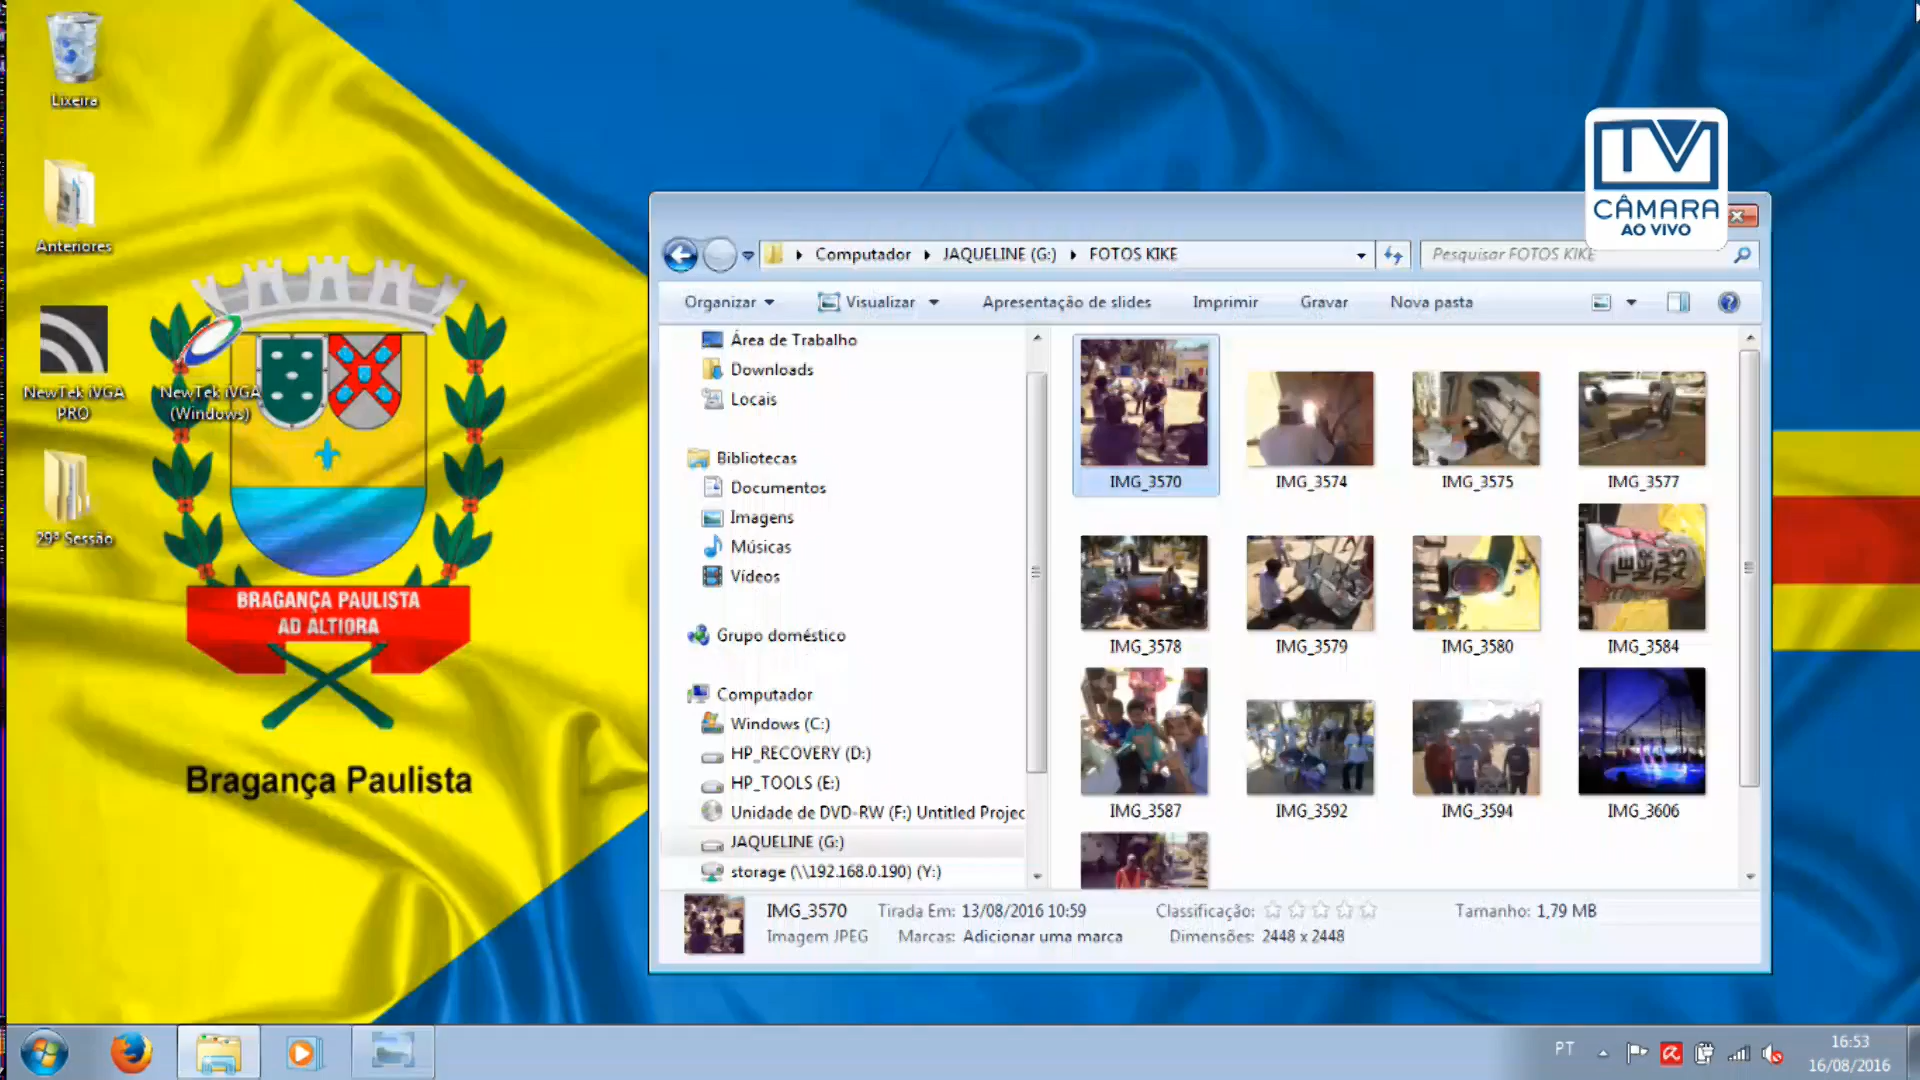 Lixeira
Anteriores
NewTek iVGA
PRO
NewTek iVGA
(Windows)
29ª Sessão
BRAGANÇA PAULISTA
AD ALTIORA
Bragança Paulista
TV
CÂMARA
AO VIVO
Computador
JAQUELINE (G:)
FOTOS KIKE
Pesquisar FOTOS KIKE
Organizar
Visualizar
Apresentação de slides
Imprimir
Gravar
Nova pasta
Área de Trabalho
Downloads
Locais
Bibliotecas
Documentos
Imagens
Músicas
Vídeos
Grupo doméstico
Computador
Windows (C:)
HP_RECOVERY (D:)
HP_TOOLS (E:)
Unidade de DVD-RW (F:) Untitled Projec
JAQUELINE (G:)
storage (\\192.168.0.190) (Y:)
IMG_3570
IMG_3574
IMG_3575
IMG_3577
IMG_3578
IMG_3579
IMG_3580
IMG_3584
IMG_3587
IMG_3592
IMG_3594
IMG_3606
IMG_3570
Tirada Em: 13/08/2016 10:59
Classificação:
Tamanho: 1,79 MB
Imagem JPEG
Marcas: Adicionar uma marca
Dimensões: 2448 x 2448
PT
16:53
16/08/2016